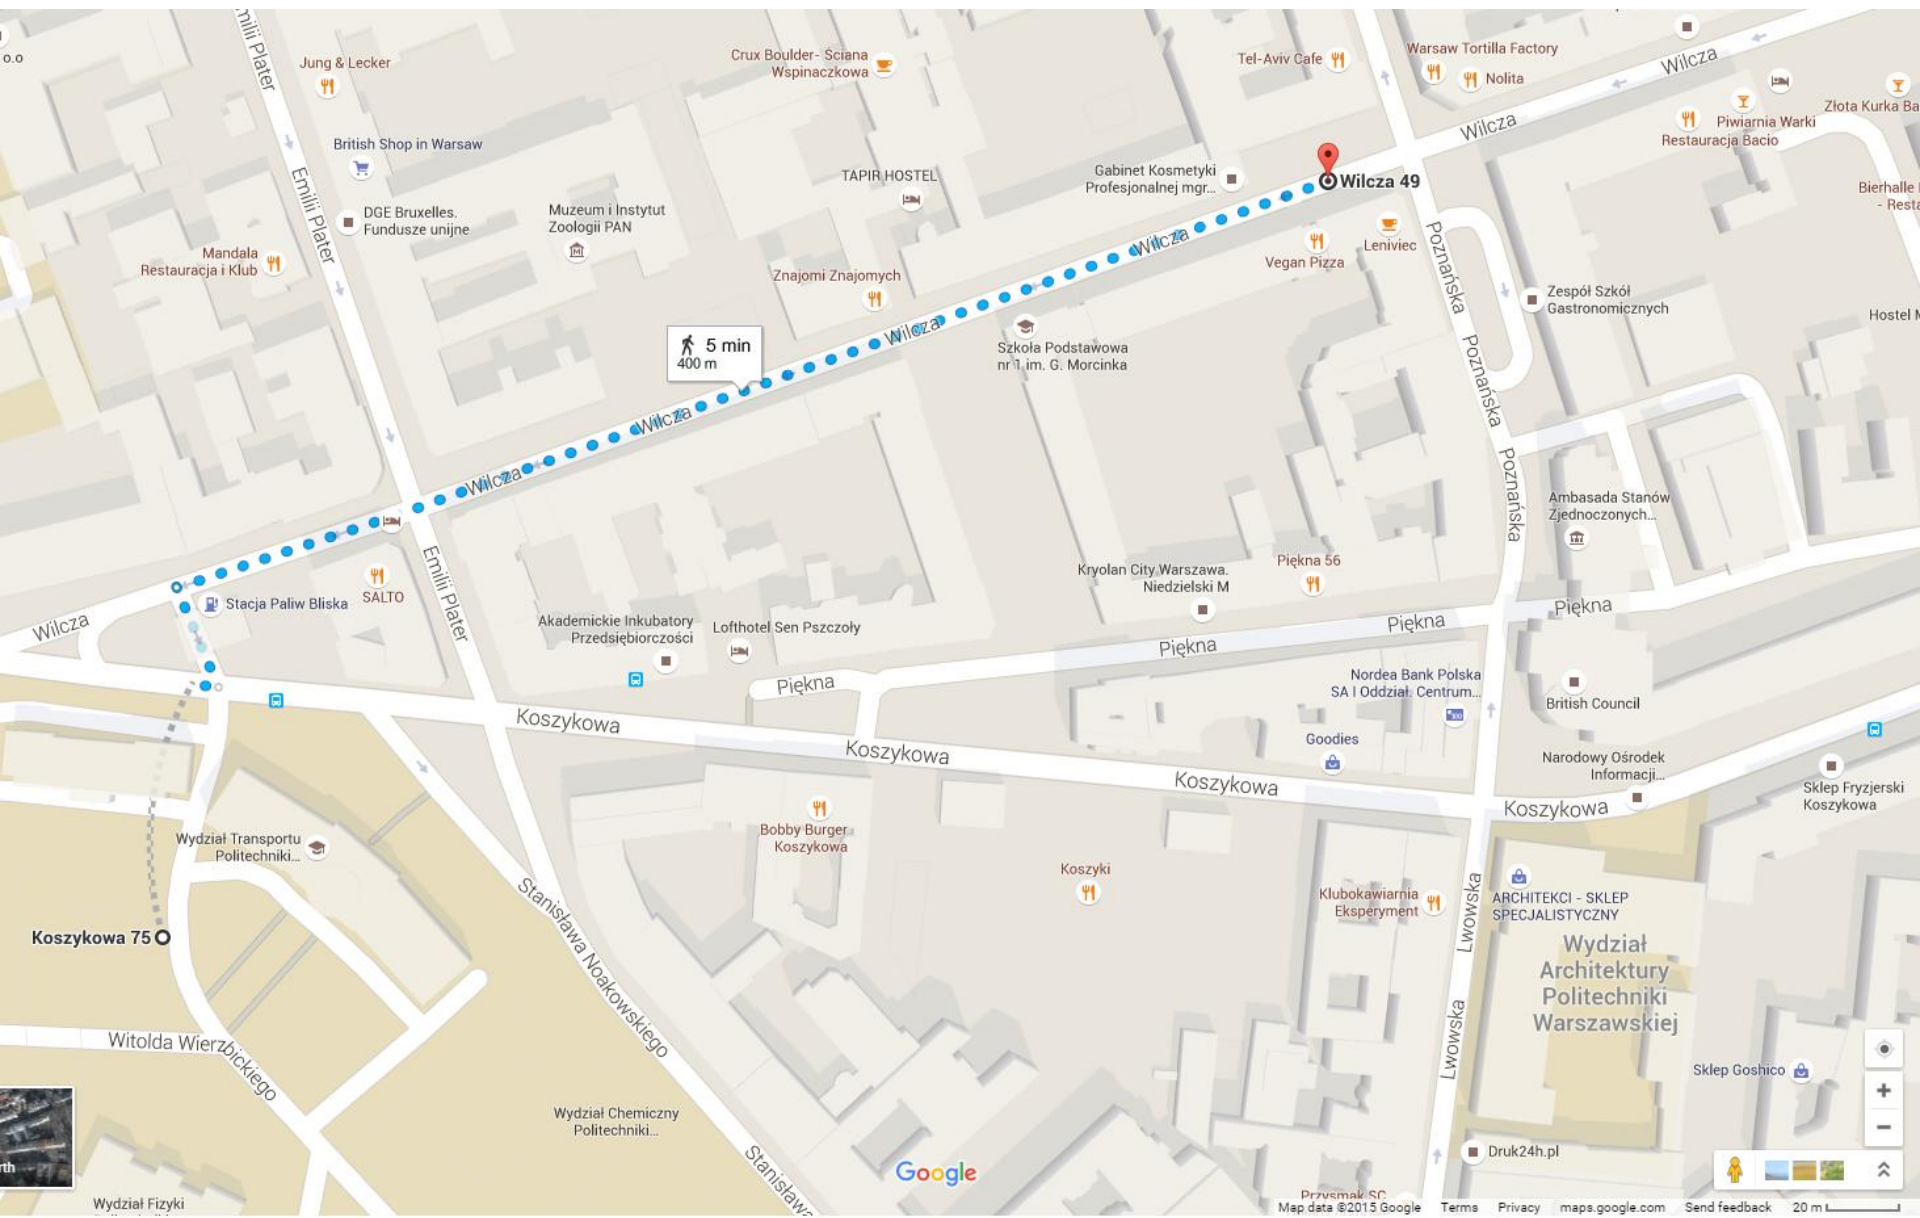 o.o
Emilii Plater
Jung & Lecker
Crux Boulder- Ściana
Wspinaczkowa
Tel-Aviv Cafe
Warsaw Tortilla Factory
Nolita
Wilcza
Złota Kurka Ba
Piwiarnia Warki
Restauracja Bacio
Wilcza
British Shop in Warsaw
TAPIR HOSTEL
Gabinet Kosmetyki
Profesjonalnej mgr...
Wilcza 49
Bierhalle
- Resta
Emilii Plater
DGE Bruxelles.
Fundusze unijne
Muzeum i Instytut
Zoologii PAN
Mandala
Restauracja i Klub
Znajomi Znajomych
Wilcza
Vegan Pizza
Leniviec
Poznańska
Zespół Szkół
Gastronomicznych
Hostel
Wilcza
5 min
400 m
Szkoła Podstawowa
nr 1 im. G. Morcinka
Poznańska
Wilcza
Wilcza
Poznańska
Ambasada Stanów
Zjednoczonych...
Emilii Plater
Stacja Paliw Bliska
SALTO
Wilcza
Kryolan City Warszawa.
Niedzielski M
Piękna 56
Piękna
Piękna
Piękna
Piękna
Akademickie Inkubatory
Przedsiębiorczości
Lofthotel Sen Pszczoły
Nordea Bank Polska
SA I Oddział. Centrum...
British Council
Koszykowa
Koszykowa
Koszykowa
Koszykowa
Goodies
Narodowy Ośrodek
Informacji...
Sklep Fryzjerski
Koszykowa
Wydział Transportu
Politechniki...
Bobby Burger
Koszykowa
Koszyki
Klubokawiarnia
Eksperyment
Lwowska
ARCHITEKCI - SKLEP
SPECJALISTYCZNY
Wydział
Architektury
Politechniki
Warszawskiej
Koszykowa 75
Stanisława Noakowskiego
Witolda Wierzbickiego
Lwowska
Sklep Goshico
Wydział Chemiczny
Politechniki...
Stanisława
Druk24h.pl
rth
Google
Wydział Fizyki
Przysmak SC
Map data ©2015 Google Terms Privacy maps.google.com Send feedback 20 m